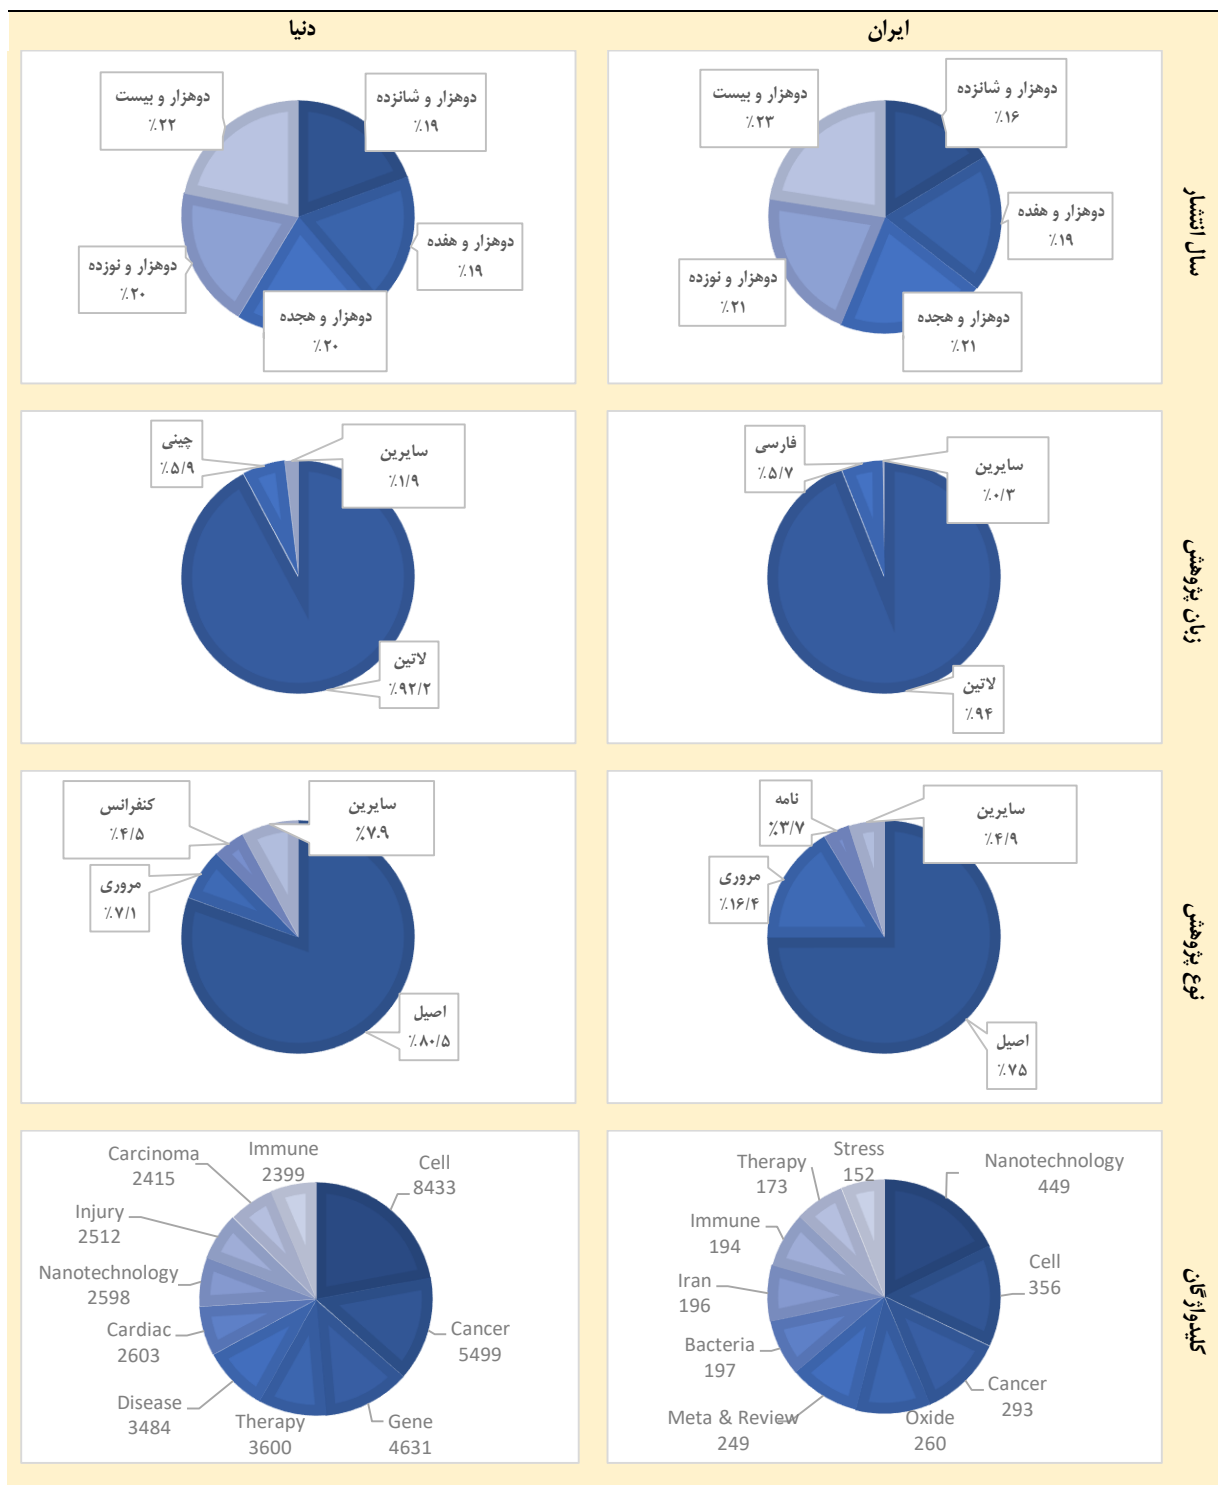 ایران
دنیا
سال انتشار
دوهزار و شانزده
٪۱۶
دوهزار و هفده
٪۱۹
دوهزار و هجده
٪۲۱
دوهزار و نوزده
٪۲۱
دوهزار و بیست
٪۲۳
دوهزار و شانزده
٪۱۹
دوهزار و هفده
٪۱۹
دوهزار و هجده
٪۲۰
دوهزار و نوزده
٪۲۰
دوهزار و بیست
٪۲۲
زبان پژوهش
سایرین
٪۰/۳
فارسی
٪۵/۷
لاتین
٪۹۴
سایرین
٪۱/۹
چینی
٪۵/۹
لاتین
٪۹۲/۲
نوع پژوهش
سایرین
٪۴/۹
نامه
٪۳/۷
مروری
٪۱۶/۴
اصیل
٪۷۵
سایرین
٪۷.۹
کنفرانس
٪۴/۵
مروری
٪۷/۱
اصیل
٪۸۰/۵
کلیدواژگان
Nanotechnology
449
Cell
356
Cancer
293
Oxide
260
Meta & Review
249
Bacteria
197
Iran
196
Immune
194
Therapy
173
Stress
152
Cell
8433
Cancer
5499
Gene
4631
Therapy
3600
Disease
3484
Cardiac
2603
Nanotechnology
2598
Injury
2512
Carcinoma
2415
Immune
2399